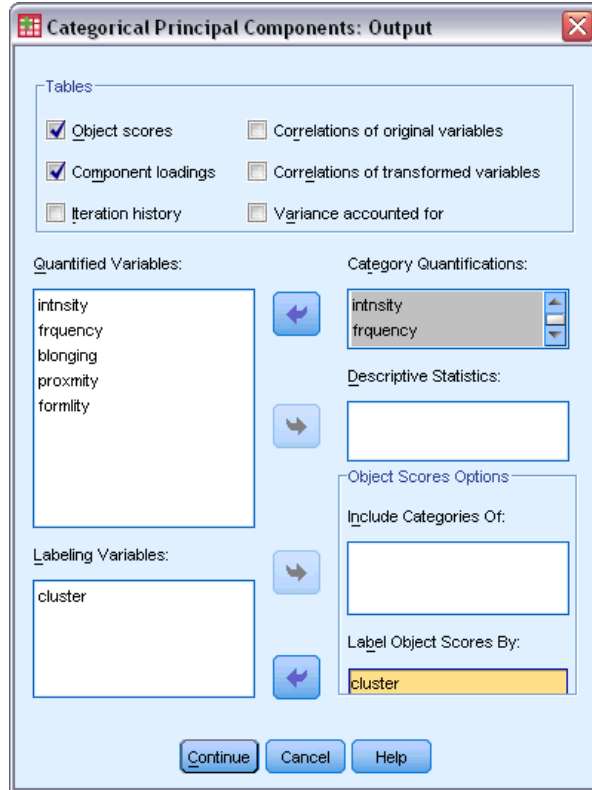 Categorical Principal Components: Output
Tables
Object scores
Correlations of original variables
Component loadings
Correlations of transformed variables
Iteration history
Variance accounted for
Quantified Variables:
Category Quantifications:
intnsity
frquency
blonging
proxmity
formlity
intnsity
frquency
Descriptive Statistics:
Object Scores Options
Include Categories Of:
Labeling Variables:
cluster
Label Object Scores By:
cluster
Continue
Cancel
Help